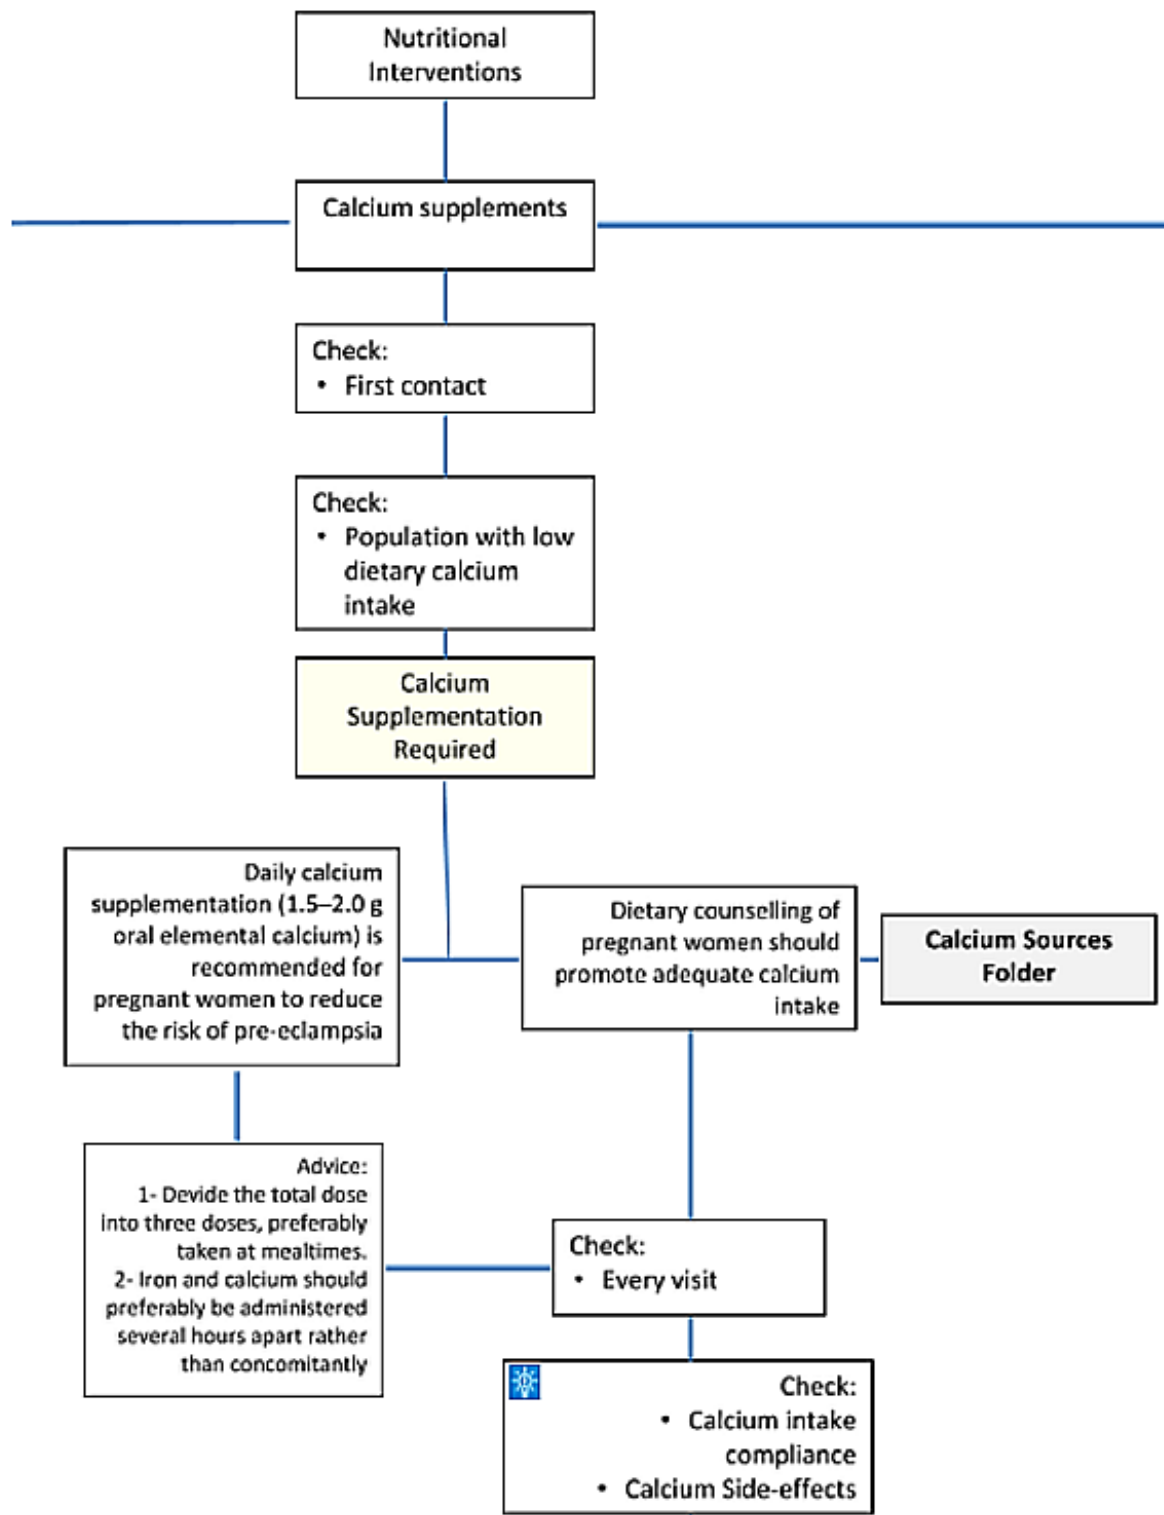 Nutritional
Interventions
Calcium supplements
Check:
• First contact
Check:
• Population with low
dietary calcium
intake
Calcium
Supplementation
Required
Daily calcium
supplementation (1.5–2.0 g
oral elemental calcium) is
recommended for
pregnant women to reduce
the risk of pre-eclampsia
Dietary counselling of
pregnant women should
promote adequate calcium
intake
Calcium Sources
Folder
Advice:
1- Devide the total dose
into three doses, preferably
taken at mealtimes.
2- Iron and calcium should
preferably be administered
several hours apart rather
than concomitantly
Check:
• Every visit
Check:
• Calcium intake
compliance
• Calcium Side-effects